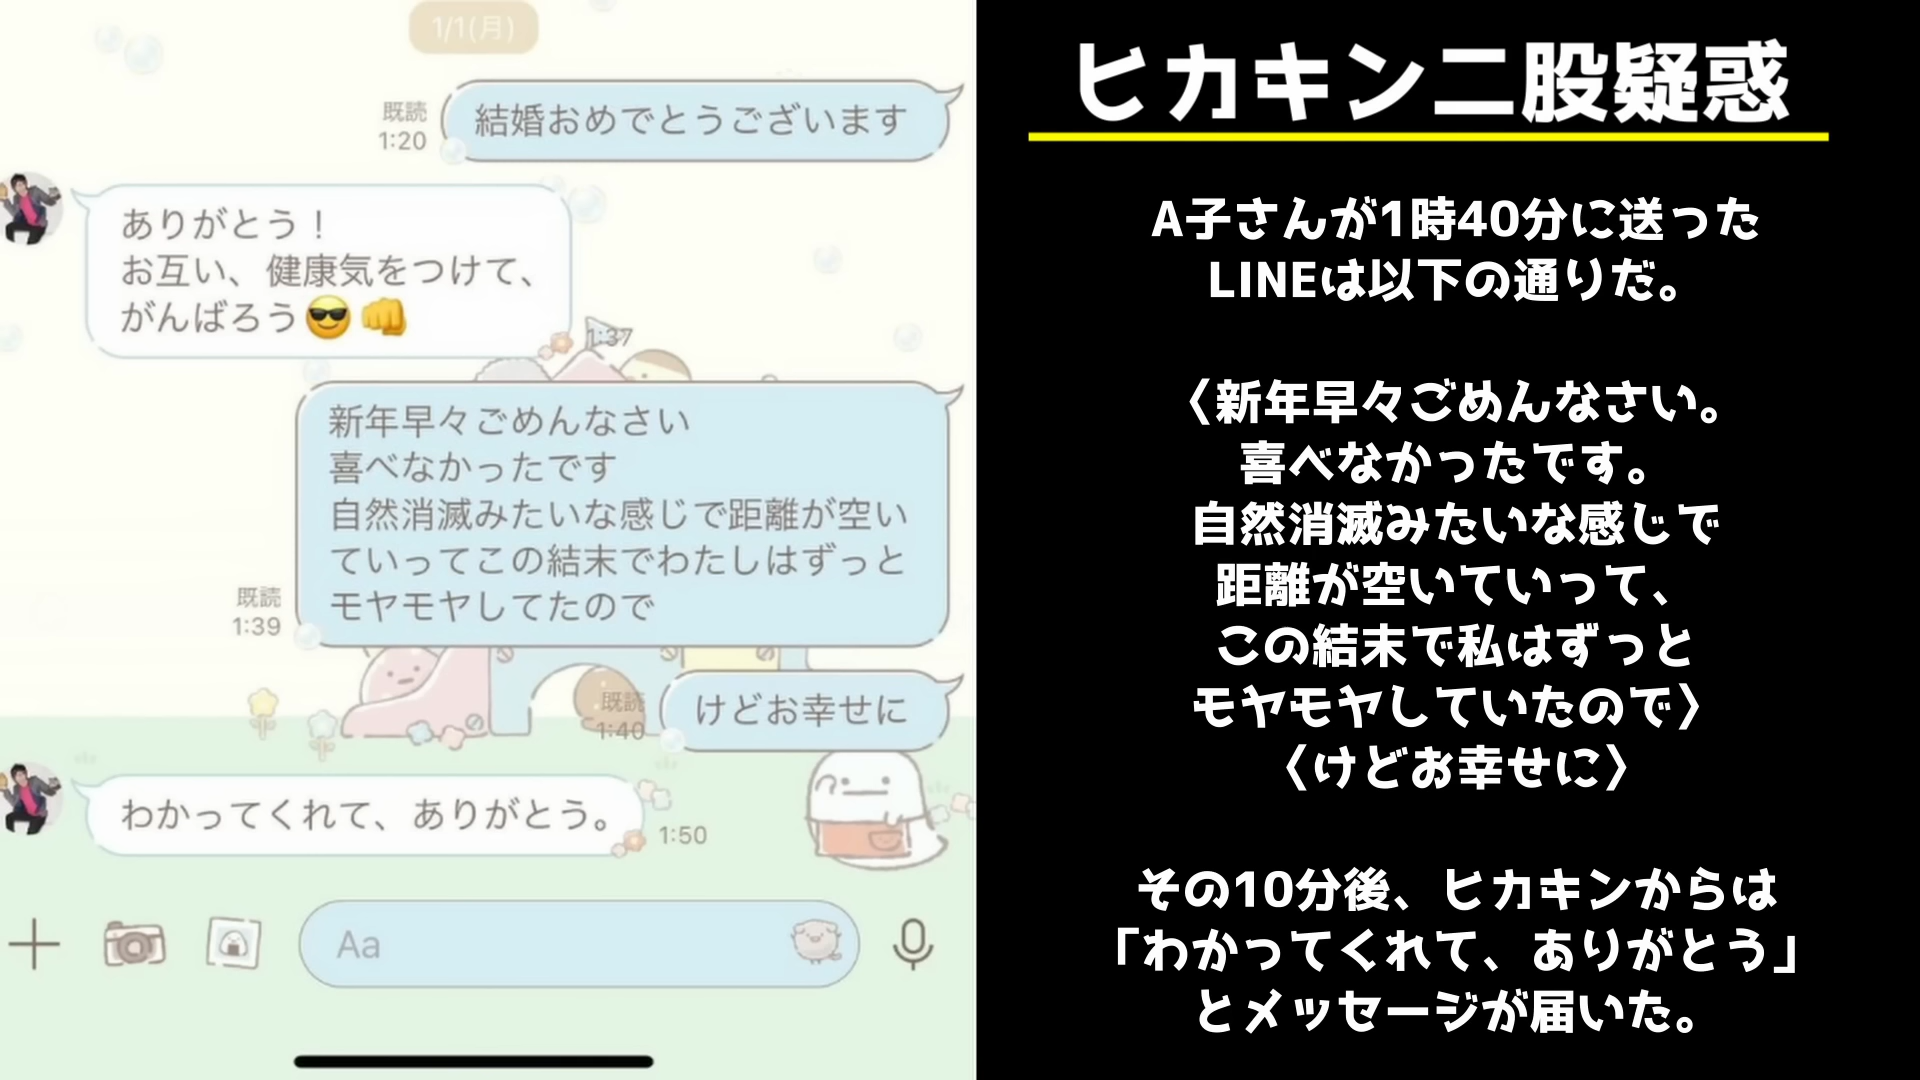 1/1(月)
結婚おめでとうございます
既読
1:20
ありがとう！
お互い、健康気をつけて、
がんばろう😎👊
1:37
新年早々ごめんなさい
喜べなかったです
自然消滅みたいな感じで距離が空い
ていってこの結末でわたしはずっと
モヤモヤしてたので
既読
1:39
けどお幸せに
既読
1:40
わかってくれて、ありがとう。
1:50
Aa
ヒカキン二股疑惑
A子さんが1時40分に送った
LINEは以下の通りだ。
〈新年早々ごめんなさい。
喜べなかったです。
自然消滅みたいな感じで
距離が空いていって、
この結末で私はずっと
モヤモヤしていたので〉
〈けどお幸せに〉
その10分後、ヒカキンからは
「わかってくれて、ありがとう」
とメッセージが届いた。